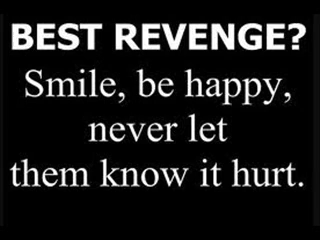 BEST REVENGE?
Smile, be happy,
never let
them know it hurt.